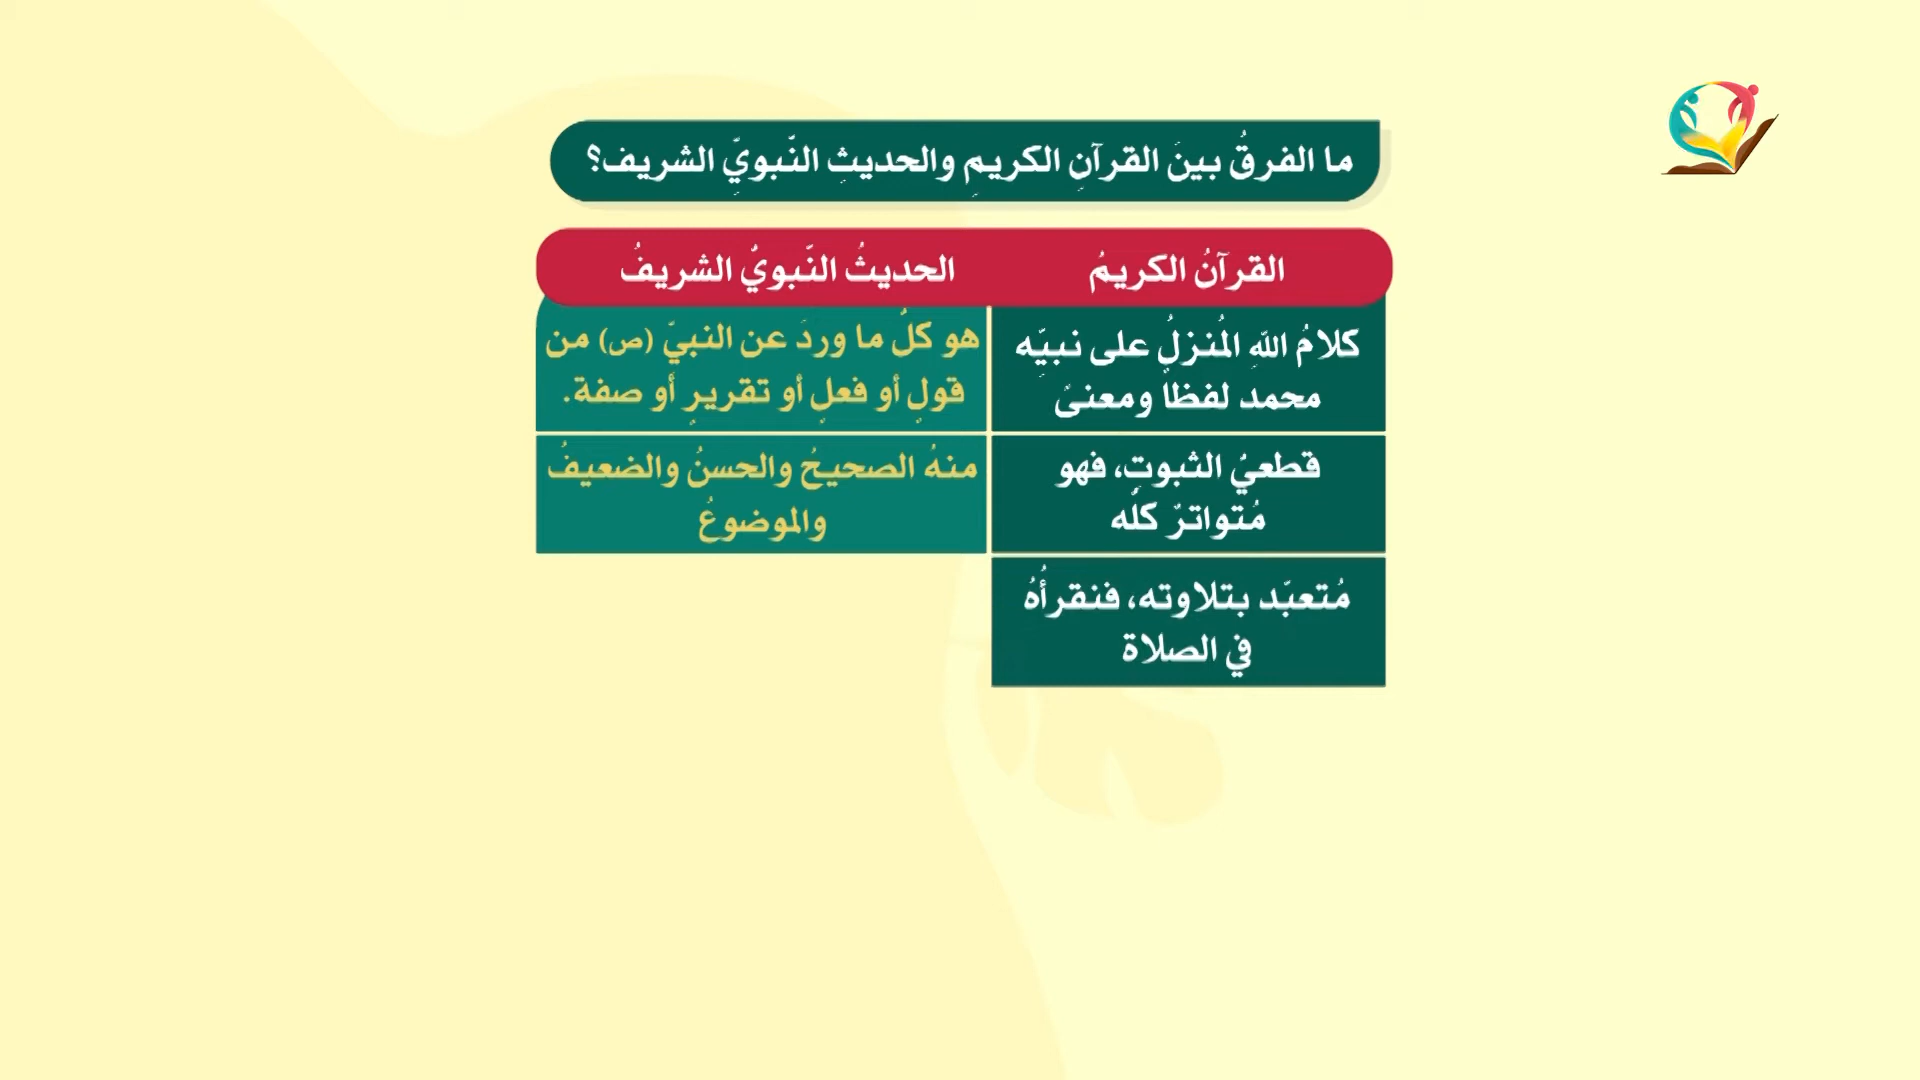 ما الفرقُ بينَ القرآنِ الكريمِ والحديثِ النّبويِّ الشريف؟
القرآنُ الكريمُ
الحديثُ النّبويُّ الشريفُ
كلامُ اللهِ المُنزلُ على نبيِّه
محمد لفظاً ومعنىً
هو كلُّ ما وردَ عن النبيّ (ص) من
قولٍ أو فعلٍ أو تقريرٍ أو صفة.
قطعيُّ الثبوتِ، فهو
مُتواترٌ كلُّه
منهُ الصحيحُ والحسنُ والضعيفُ
والموضوعُ
مُتعبّد بتلاوته، فنقرأُهُ
في الصلاة